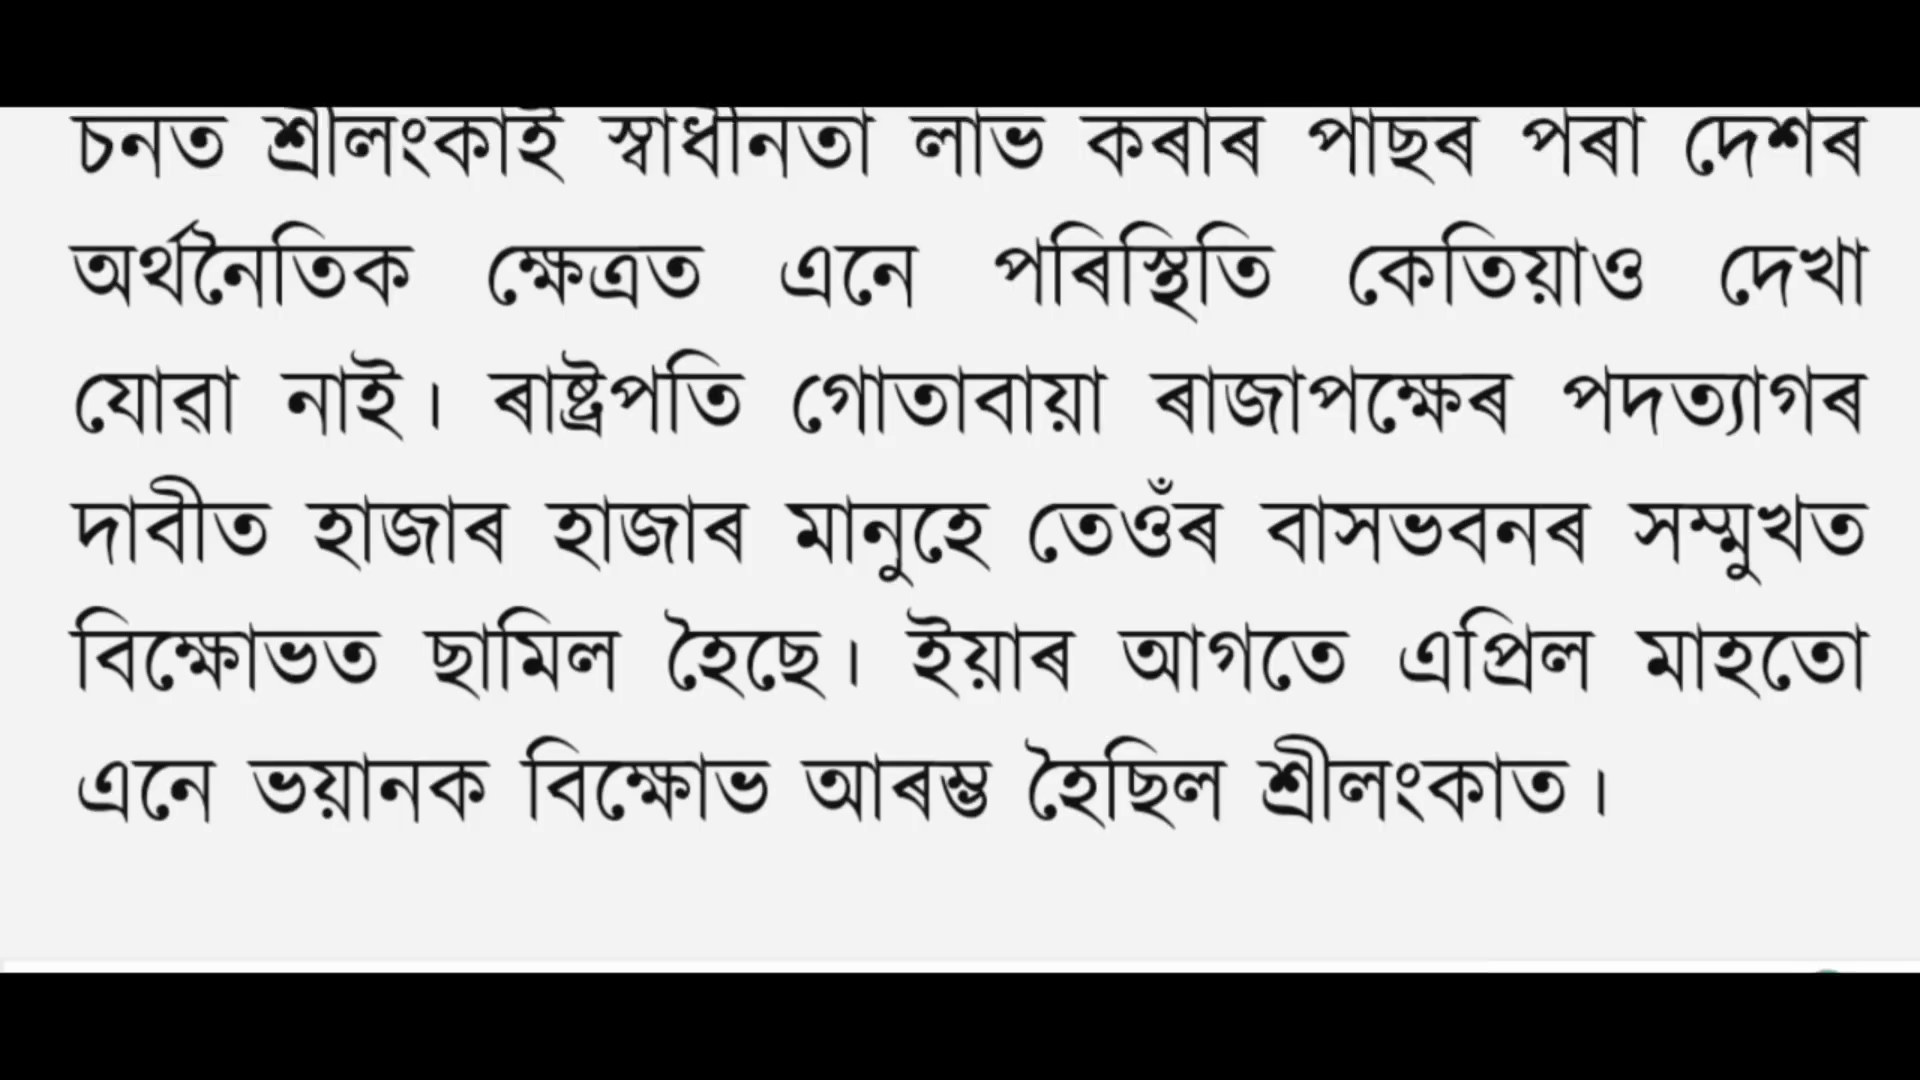 চনত শ্ৰীলংকাই স্বাধীনতা লাভ কৰাৰ পাছৰ পৰা দেশৰ
অৰ্থনৈতিক ক্ষেত্ৰত এনে পৰিস্থিতি কেতিয়াও দেখা
যোৱা নাই। ৰাষ্ট্ৰপতি গোতাবায়া ৰাজাপক্ষেৰ পদত্যাগৰ
দাবীত হাজাৰ হাজাৰ মানুহে তেওঁৰ বাসভবনৰ সম্মুখত
বিক্ষোভত ছামিল হৈছে। ইয়াৰ আগতে এপ্ৰিল মাহতো
এনে ভয়ানক বিক্ষোভ আৰম্ভ হৈছিল শ্ৰীলংকাত।